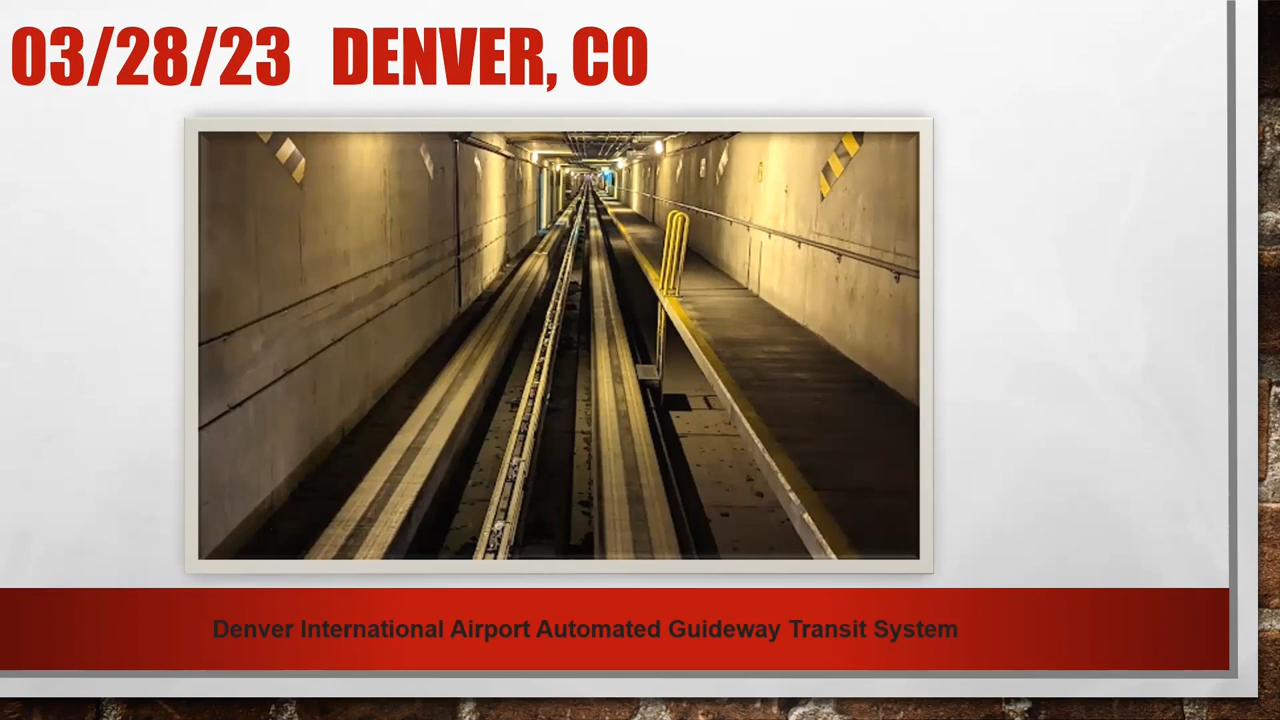 03/28/23 DENVER, CO
Denver International Airport Automated Guideway Transit System